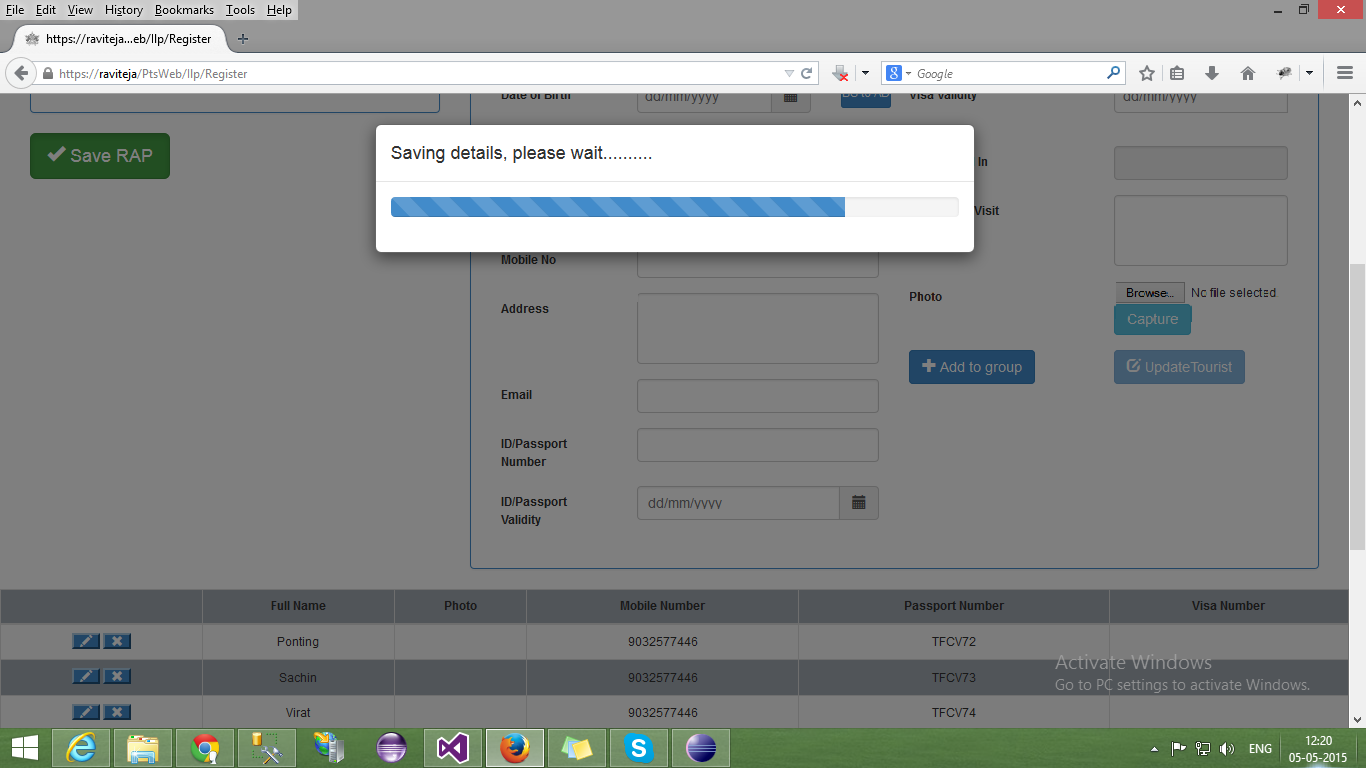 File Edit View History Bookmarks Tools Help
https://raviteja...eb/llp/Register
https://raviteja/PtsWeb/llp/Register
Google
Date of Birth
dd/mm/yyyy
Visa Validity
dd/mm/yyyy
Save RAP
Saving details, please wait..........
In
Visit
Mobile No
Address
Photo
Browse... No file selected.
Capture
Add to group
UpdateTourist
Email
ID/Passport
Number
ID/Passport
Validity
dd/mm/yyyy
Full Name Photo Mobile Number Passport Number Visa Number
Ponting 9032577446 TFCV72
Sachin 9032577446 TFCV73
Virat 9032577446 TFCV74
Activate Windows
Go to PC settings to activate Windows.
ENG
12:20
05-05-2015